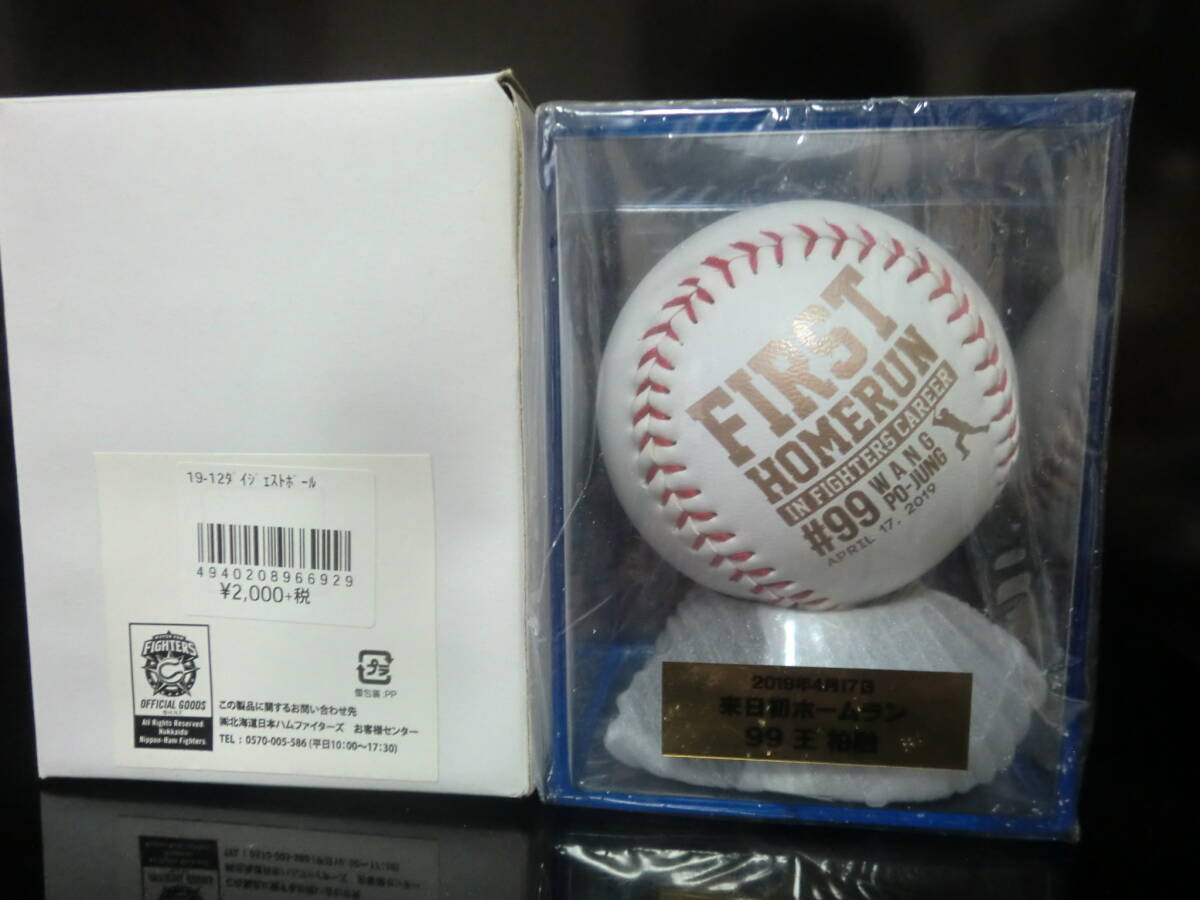 19-12ダイジェストボール
4940208966929
¥2,000+税
FIGHTERS
OFFICIAL GOODS
All Rights Reserved
Hokkaido
Nippon-Ham Fighters.
プラ
個包装:PP
この製品に関するお問い合わせ先
㈱北海道日本ハムファイターズ お客様センター
TEL : 0570-005-586 (平日10:00〜17:30)
FIRST
HOMERUN
IN FIGHTERS CAREER
#99 WANG
PO-JUNG
APRIL 17, 2019
2019年4月17日
来日初ホームラン
99 王 柏融